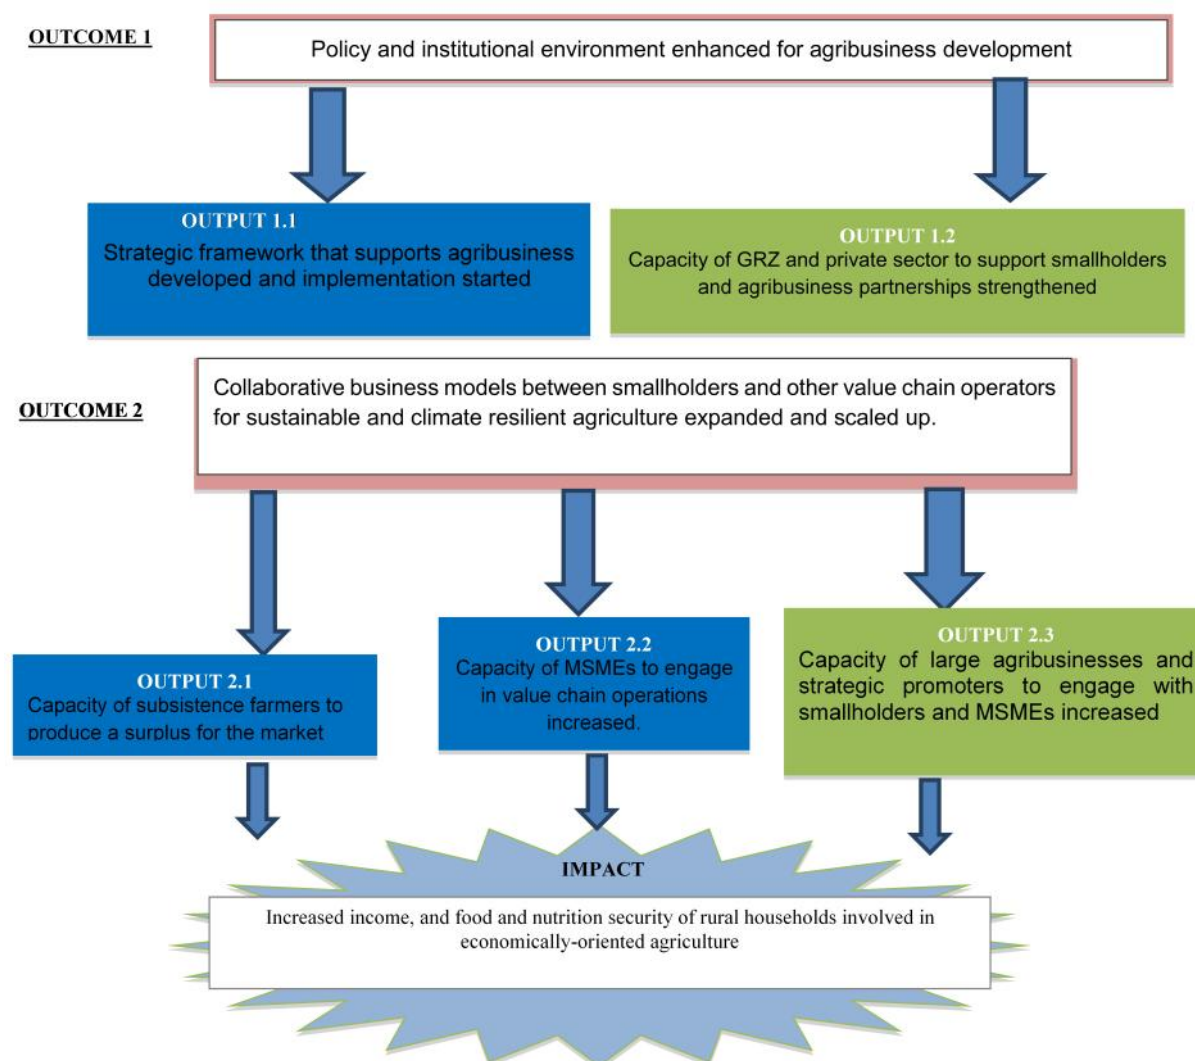 OUTCOME 1
Policy and institutional environment enhanced for agribusiness development
OUTPUT 1.1
Strategic framework that supports agribusiness
developed and implementation started
OUTPUT 1.2
Capacity of GRZ and private sector to support smallholders
and agribusiness partnerships strengthened
OUTCOME 2
Collaborative business models between smallholders and other value chain operators
for sustainable and climate resilient agriculture expanded and scaled up.
OUTPUT 2.1
Capacity of subsistence farmers to
produce a surplus for the market
OUTPUT 2.2
Capacity of MSMEs to engage
in value chain operations
increased.
OUTPUT 2.3
Capacity of large agribusinesses and
strategic promoters to engage with
smallholders and MSMEs increased
IMPACT
Increased income, and food and nutrition security of rural households involved in
economically-oriented agriculture